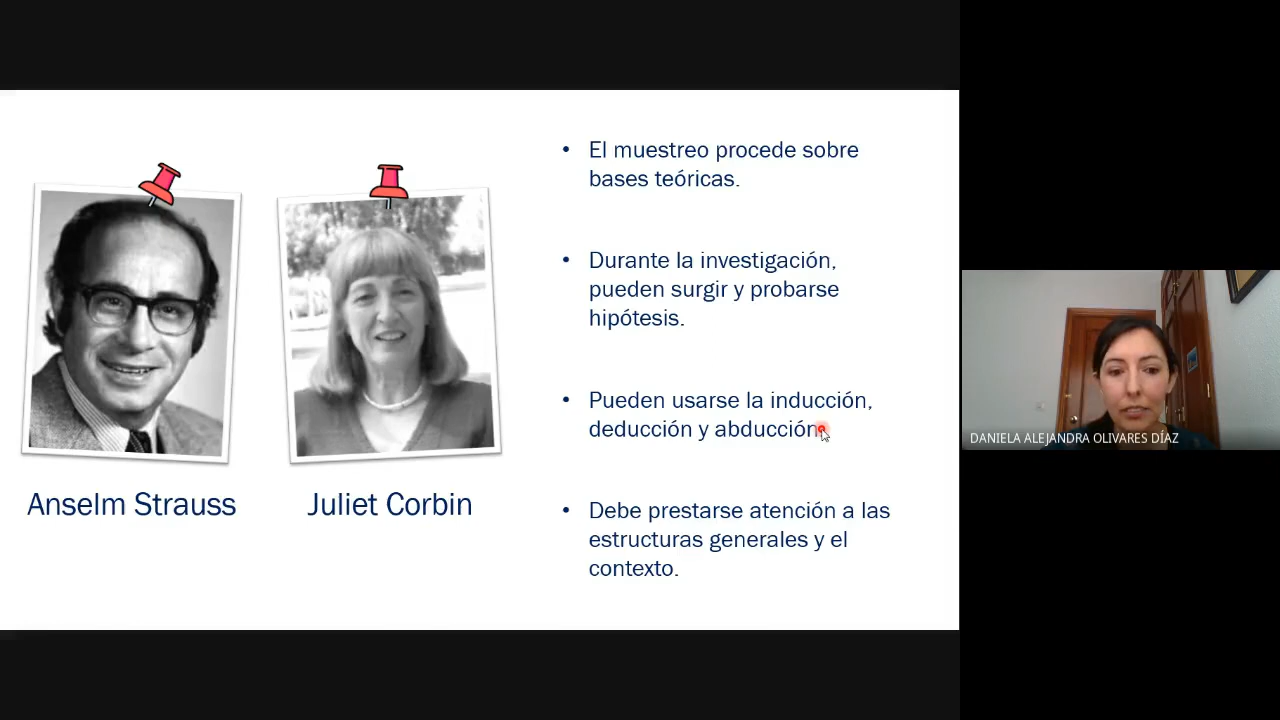 • El muestreo procede sobre
bases teóricas.
• Durante la investigación,
pueden surgir y probarse
hipótesis.
• Pueden usarse la inducción,
deducción y abducción.
• Debe prestarse atención a las
estructuras generales y el
contexto.
Anselm Strauss
Juliet Corbin
DANIELA ALEJANDRA OLIVARES DÍAZ